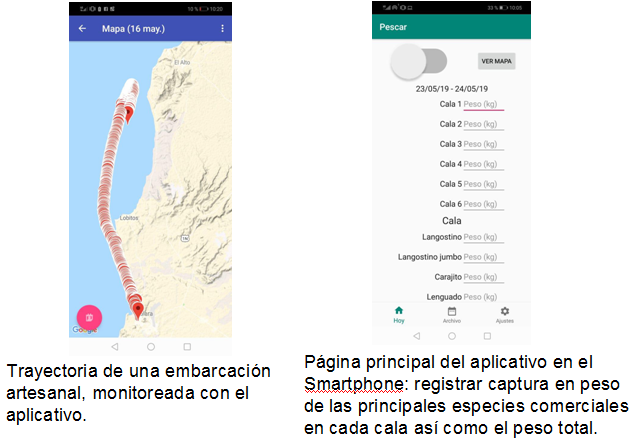 10 % 10:20
Mapa (16 may.)
El Alto
Lobitos
1N
Google
Trayectoria de una embarcación
artesanal, monitoreada con el
aplicativo.
33 % 10:05
Pescar
VER MAPA
23/05/19 - 24/05/19
Cala 1 Peso (kg)
Cala 2 Peso (kg)
Cala 3 Peso (kg)
Cala 4 Peso (kg)
Cala 5 Peso (kg)
Cala 6 Peso (kg)
Cala
Langostino Peso (kg)
Langostino jumbo Peso (kg)
Carajito Peso (kg)
Lenguado Peso (kg)
Hoy Archivo Ajustes
Página principal del aplicativo en el
Smartphone: registrar captura en peso
de las principales especies comerciales
en cada cala así como el peso total.